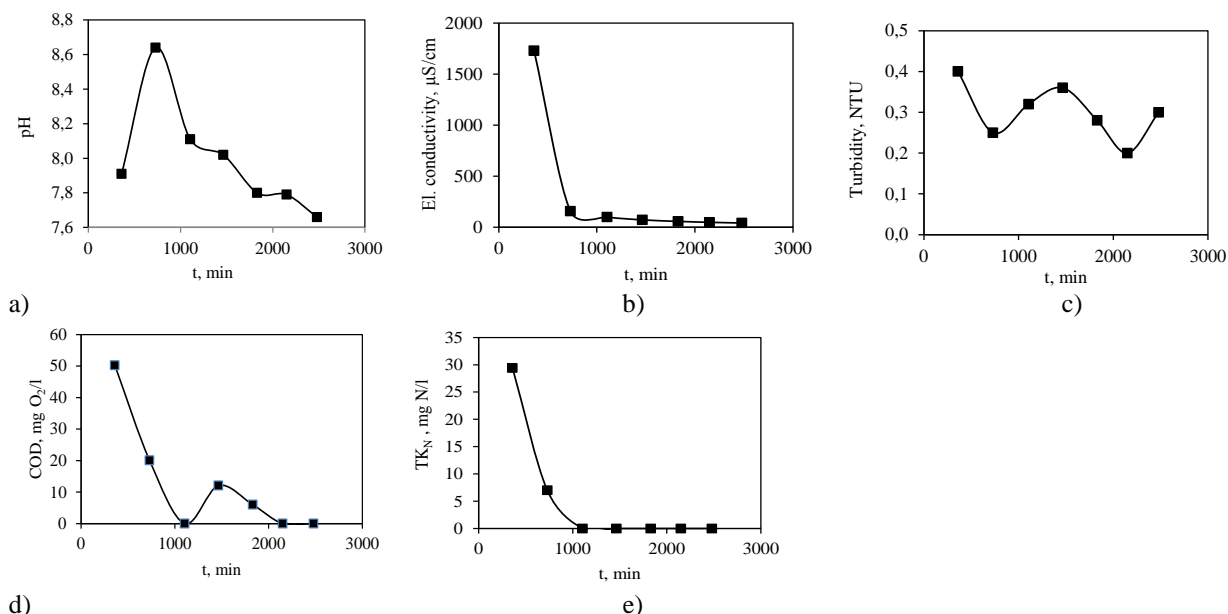 8,8
8,6
8,4
8,2
8,0
7,8
7,6
pH
0 1000 2000 3000
t, min
a)
2000
1500
1000
500
0
El. conductivity, µS/cm
0 1000 2000 3000
t, min
b)
0,5
0,4
0,3
0,2
0,1
0,0
Turbidity, NTU
0 1000 2000 3000
t, min
c)
60
50
40
30
20
10
0
COD, mg O₂/l
0 1000 2000 3000
t, min
d)
35
30
25
20
15
10
5
0
TK_N , mg N/l
0 1000 2000 3000
t, min
e)